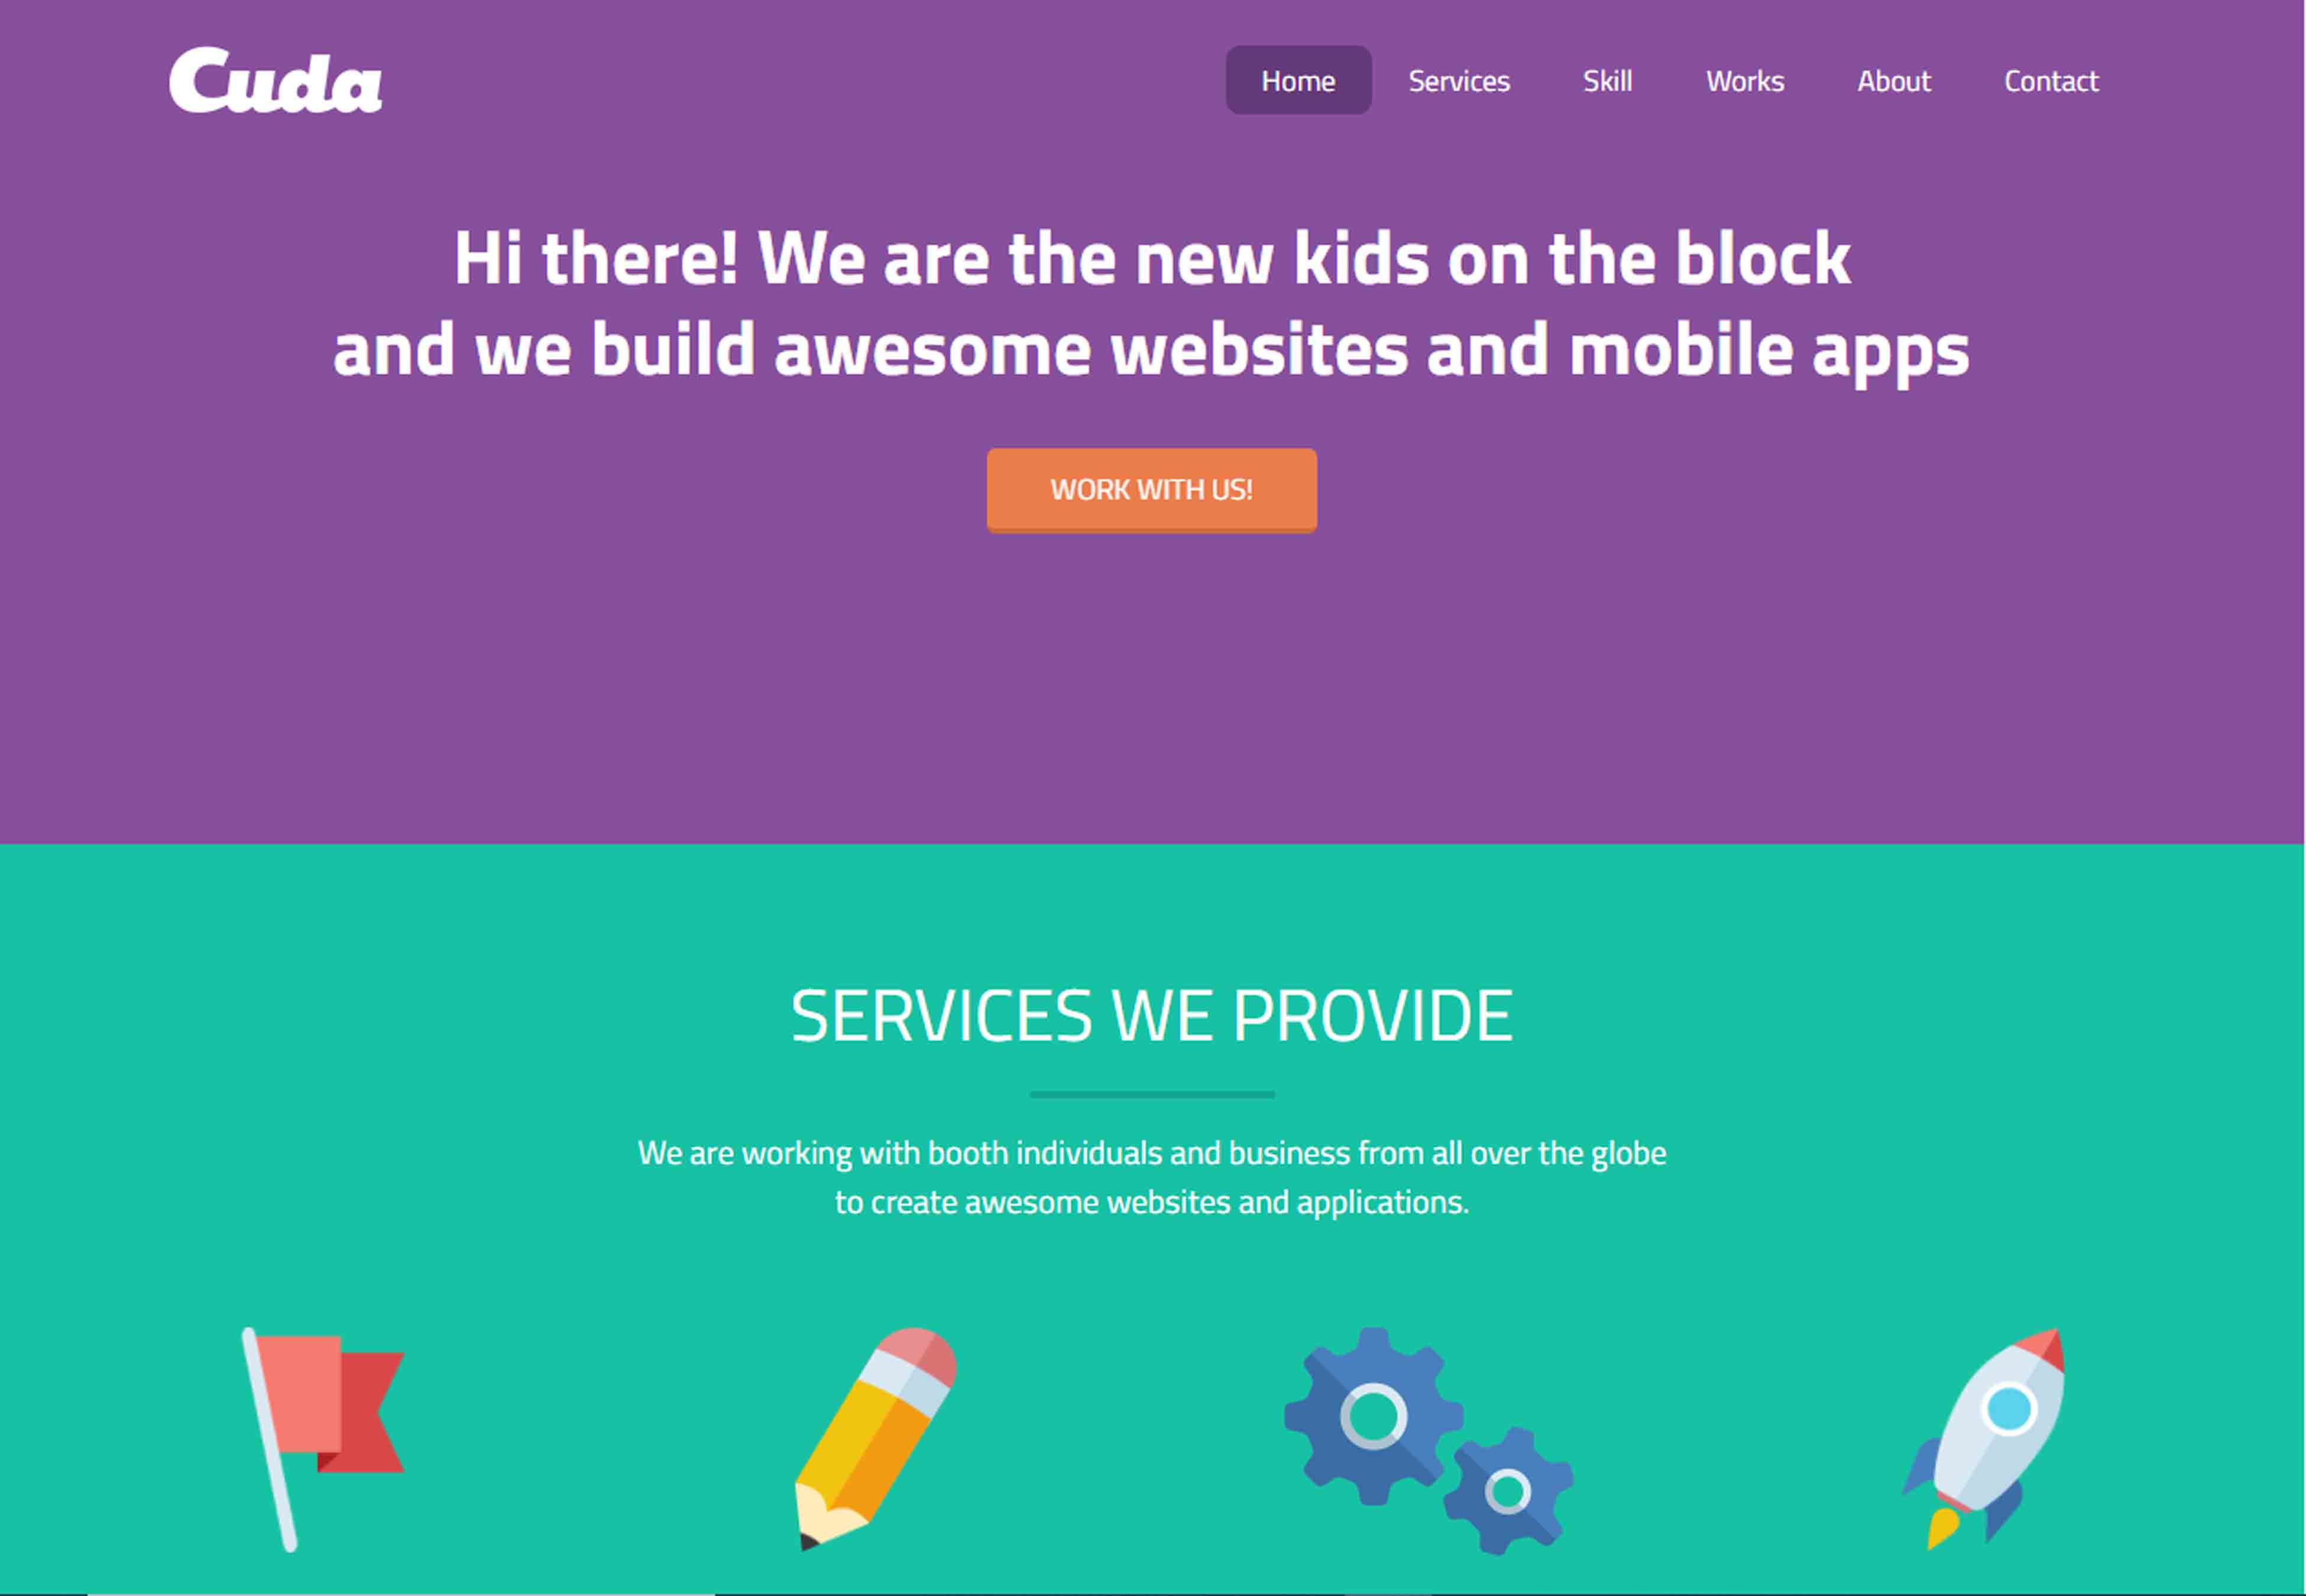 Cuda
Home Services Skill Works About Contact
Hi there! We are the new kids on the block
and we build awesome websites and mobile apps
WORK WITH US!
SERVICES WE PROVIDE
We are working with booth individuals and business from all over the globe
to create awesome websites and applications.